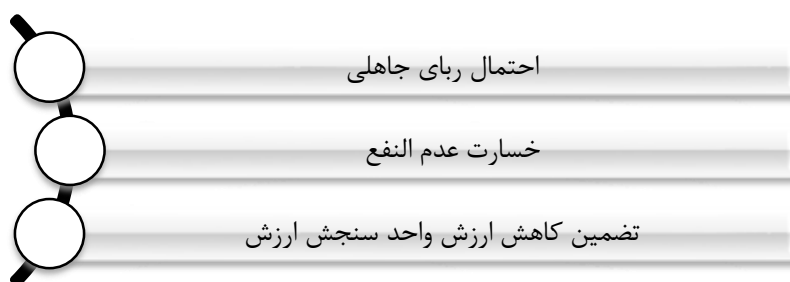 احتمال ربای جاهلی
خسارت عدم النفع
تضمین کاهش ارزش واحد سنجش ارزش